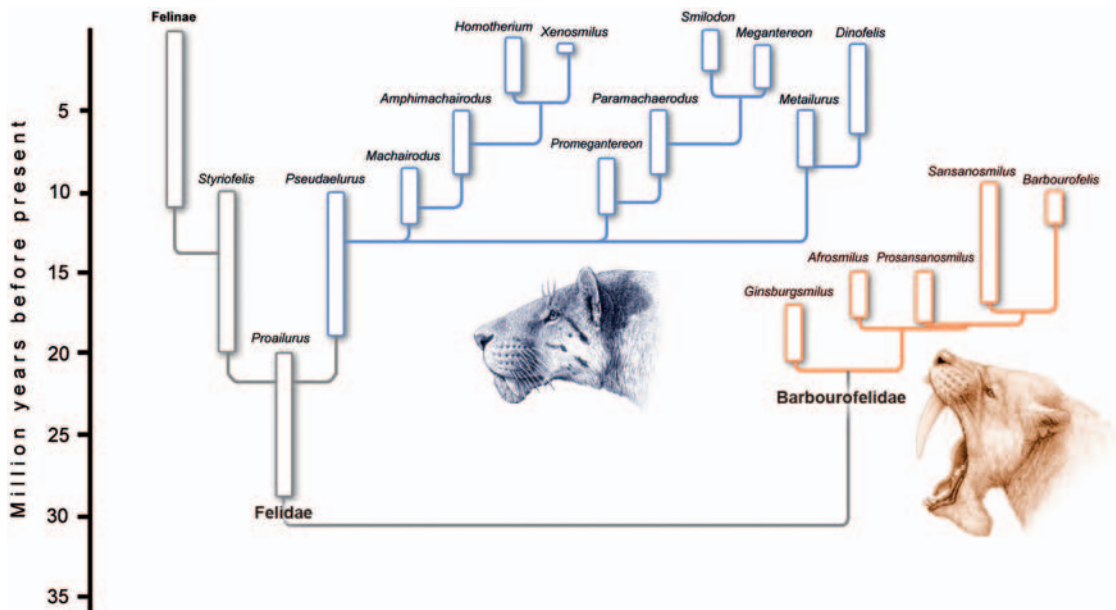 Felinae
Homotherium
Xenosmilus
Smilodon
Megantereon
Dinofelis
Amphimachairodus
Paramachaerodus
Metailurus
Machairodus
Promegantereon
Styriofelis
Pseudaelurus
Sansanosmilus
Barbourofelis
Afrosmilus
Prosansanosmilus
Ginsburgsmilus
Proailurus
Barbourofelidae
Felidae
Million years before present
5
10
15
20
25
30
35